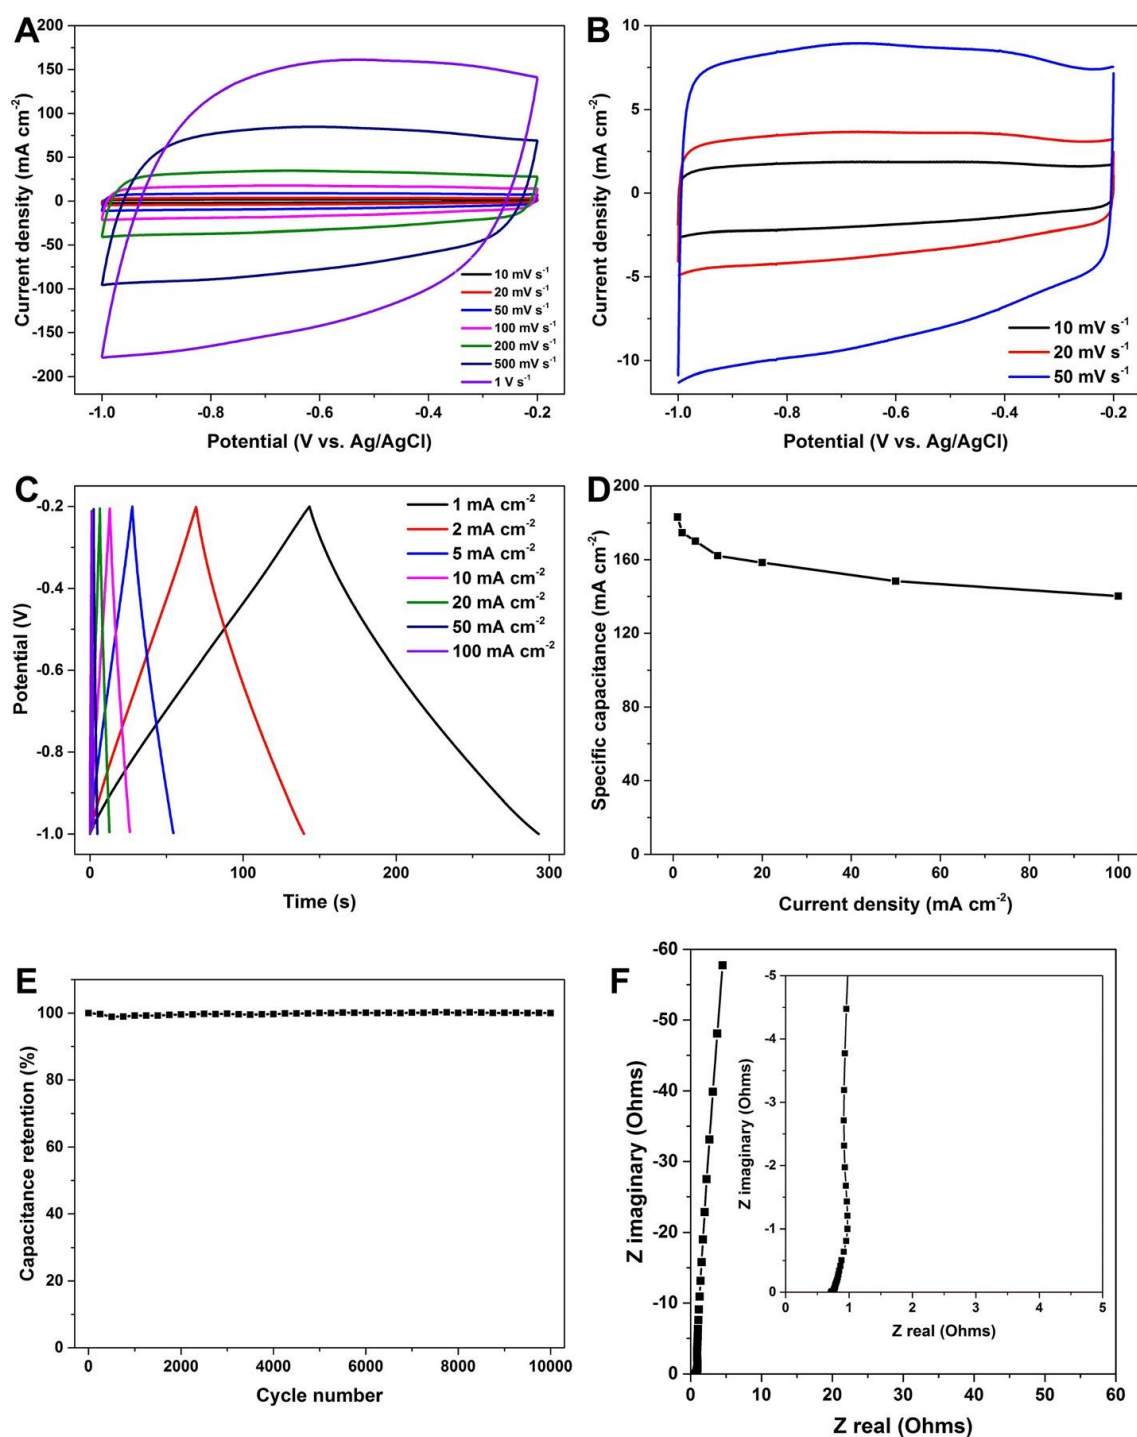 A
200
150
100
50
0
-50
-100
-150
-200
Current density (mA cm⁻²)
10 mV s⁻¹
20 mV s⁻¹
50 mV s⁻¹
100 mV s⁻¹
200 mV s⁻¹
500 mV s⁻¹
1 V s⁻¹
-1.0 -0.8 -0.6 -0.4 -0.2
Potential (V vs. Ag/AgCl)
B
10
5
0
-5
-10
Current density (mA cm⁻²)
10 mV s⁻¹
20 mV s⁻¹
50 mV s⁻¹
-1.0 -0.8 -0.6 -0.4 -0.2
Potential (V vs. Ag/AgCl)
C
-0.2
-0.4
-0.6
-0.8
-1.0
Potential (V)
1 mA cm⁻²
2 mA cm⁻²
5 mA cm⁻²
10 mA cm⁻²
20 mA cm⁻²
50 mA cm⁻²
100 mA cm⁻²
0 100 200 300
Time (s)
D
200
160
120
80
40
0
Specific capacitance (mA cm⁻²)
0 20 40 60 80 100
Current density (mA cm⁻²)
E
100
80
60
40
20
0
Capacitance retention (%)
0 2000 4000 6000 8000 10000
Cycle number
F
-60
-50
-40
-30
-20
-10
0
Z imaginary (Ohms)
0 10 20 30 40 50 60
Z real (Ohms)
-5
-4
-3
-2
-1
0
Z imaginary (Ohms)
0 1 2 3 4 5
Z real (Ohms)